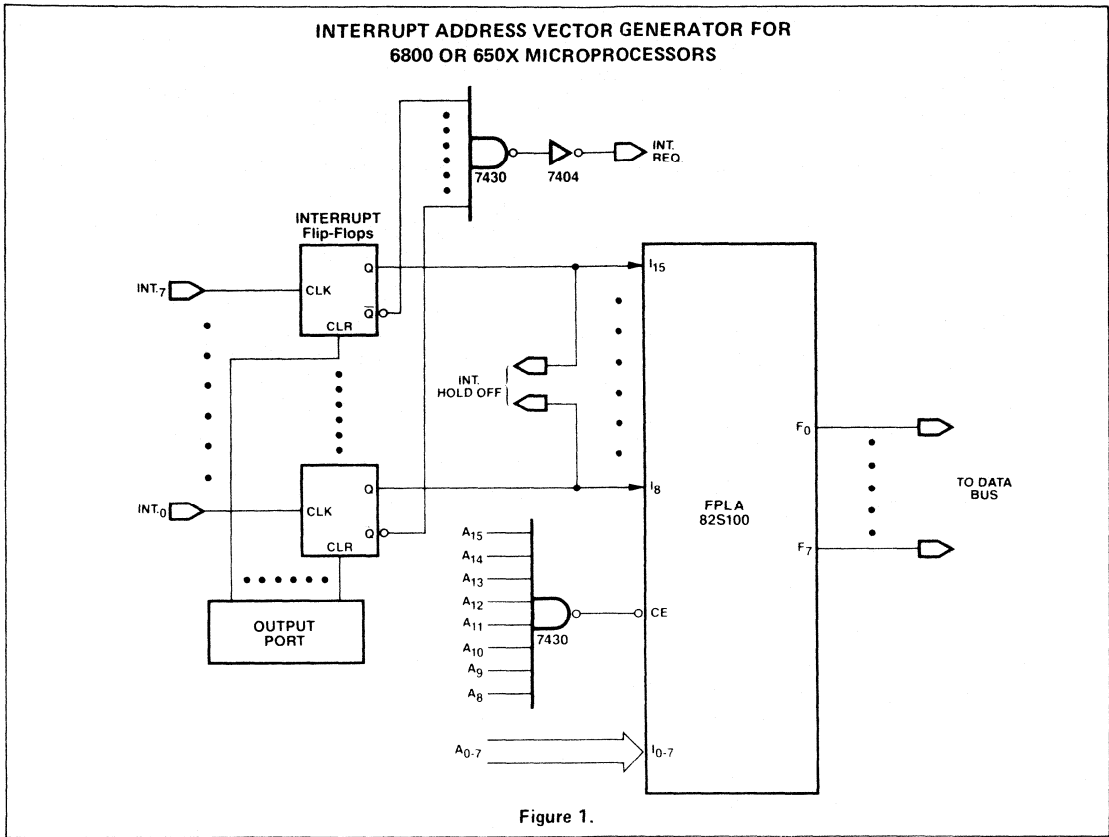 INTERRUPT ADDRESS VECTOR GENERATOR FOR
6800 OR 650X MICROPROCESSORS
INT.
REQ.
7430
7404
INTERRUPT
Flip-Flops
Q
I15
INT.7
CLK
Q̅
CLR
INT.
HOLD OFF
F0
Q
I8
INT.0
CLK
FPLA
82S100
TO DATA
BUS
Q
CLR
F7
A15
A14
A13
A12
A11
A10
A9
A8
7430
CE
OUTPUT
PORT
A0-7
I0-7
Figure 1.